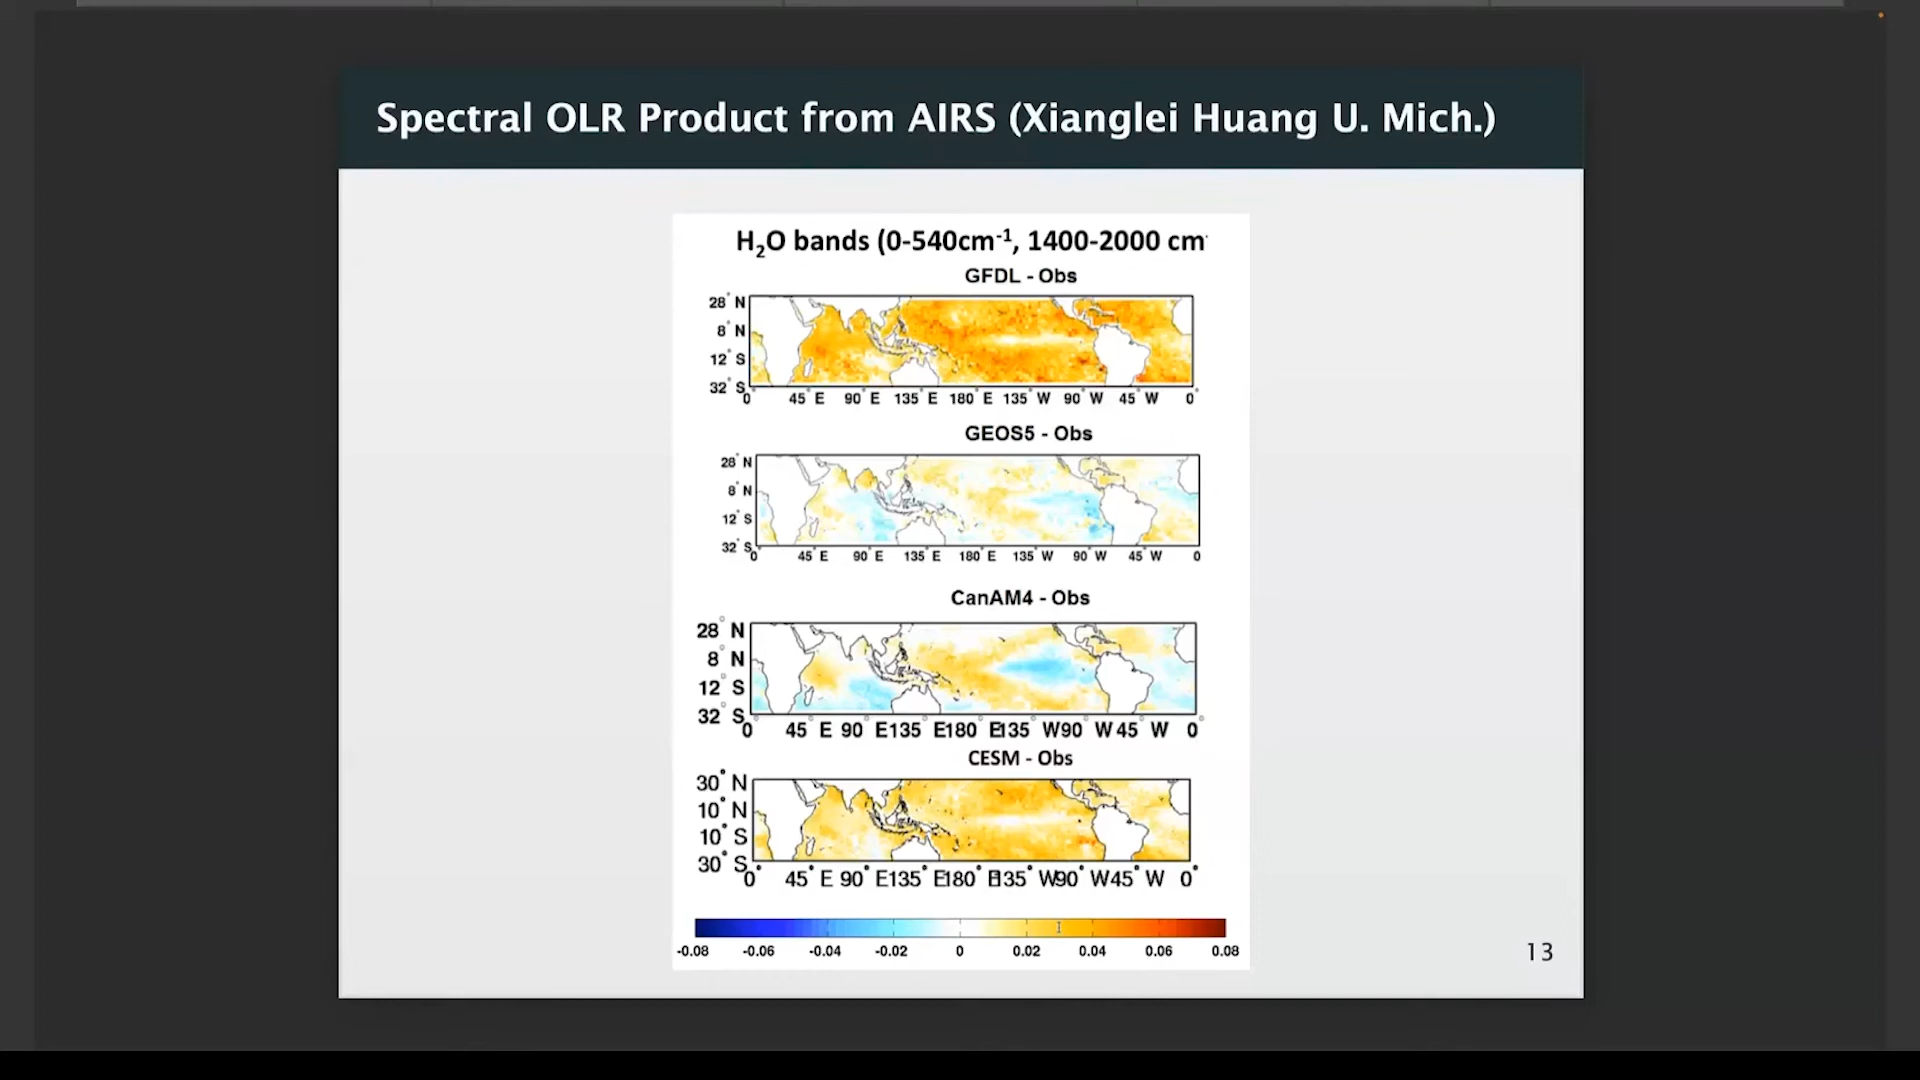 Spectral OLR Product from AIRS (Xianglei Huang U. Mich.)
H₂O bands (0-540cm⁻¹, 1400-2000 cm⁻
GFDL - Obs
28° N
8° N
12° S
32° S
0° 45° E 90° E 135° E 180° E 135° W 90° W 45° W 0°
GEOS5 - Obs
28° N
8° N
12° S
32° S
0° 45° E 90° E 135° E 180° E 135° W 90° W 45° W 0
CanAM4 - Obs
28° N
8° N
12° S
32° S
0° 45° E 90° E135° E180° E135° W90° W45° W 0°
CESM - Obs
30° N
10° N
10° S
30° S
0° 45° E 90° E135° E180° E135° W90° W45° W 0°
-0.08 -0.06 -0.04 -0.02 0 0.02 0.04 0.06 0.08
13